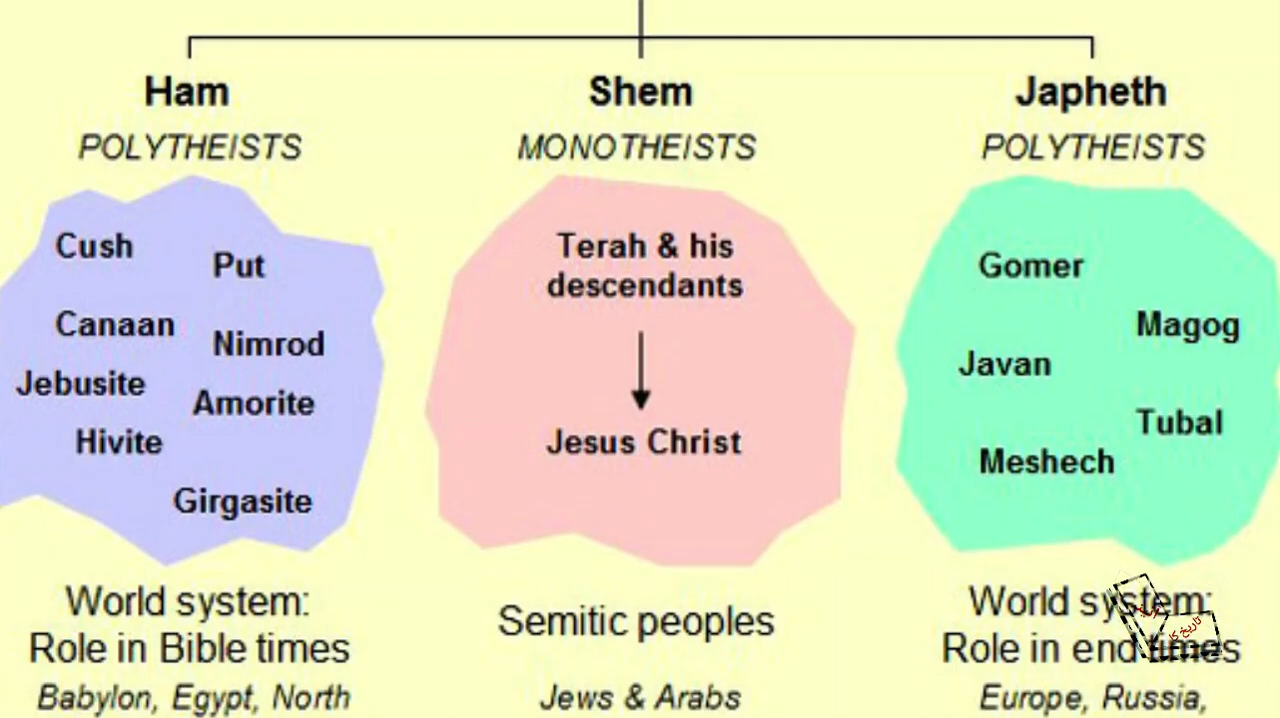 Ham
POLYTHEISTS
Cush
Put
Canaan
Nimrod
Jebusite
Amorite
Hivite
Girgasite
World system:
Role in Bible times
Babylon, Egypt, North
Shem
MONOTHEISTS
Terah & his
descendants
Jesus Christ
Semitic peoples
Jews & Arabs
Japheth
POLYTHEISTS
Gomer
Magog
Javan
Tubal
Meshech
World system:
Role in end times
Europe, Russia,
تاریخ کا